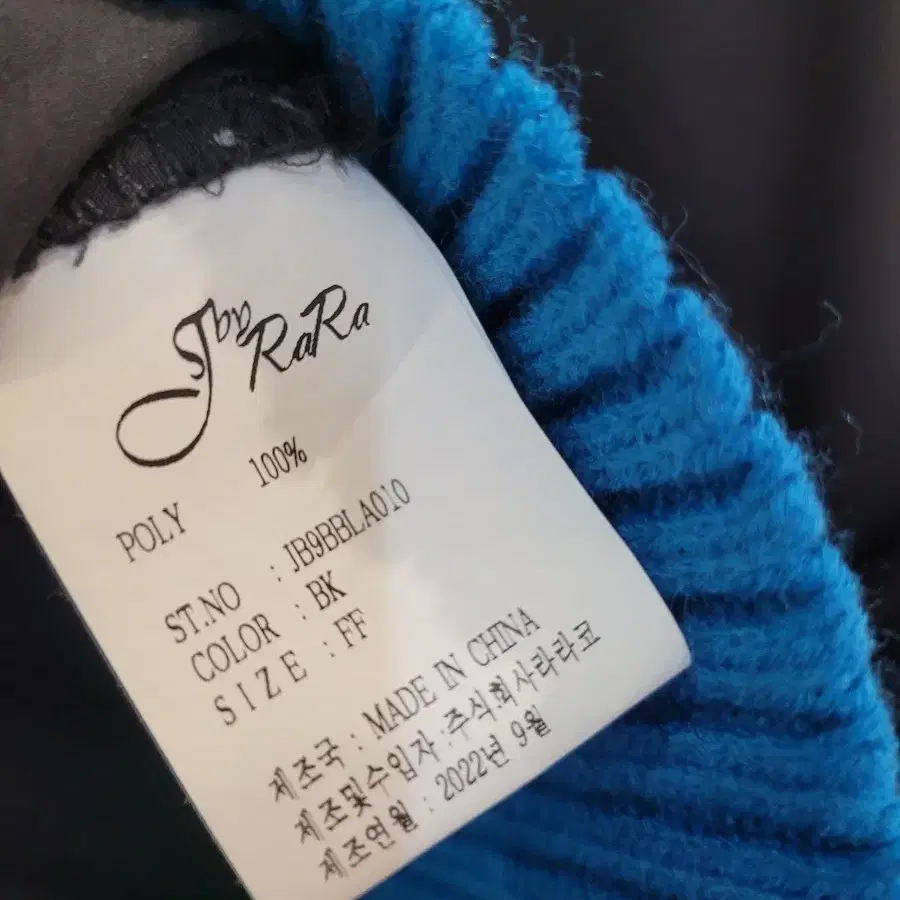 RaRa
POLY 100%
ST.NO : JB9BBLA010
COLOR : BK
SIZE : FF
제조국 : MADE IN CHINA
제조및수입자 : 주식회사라라코
제조연월 : 2022년 9월